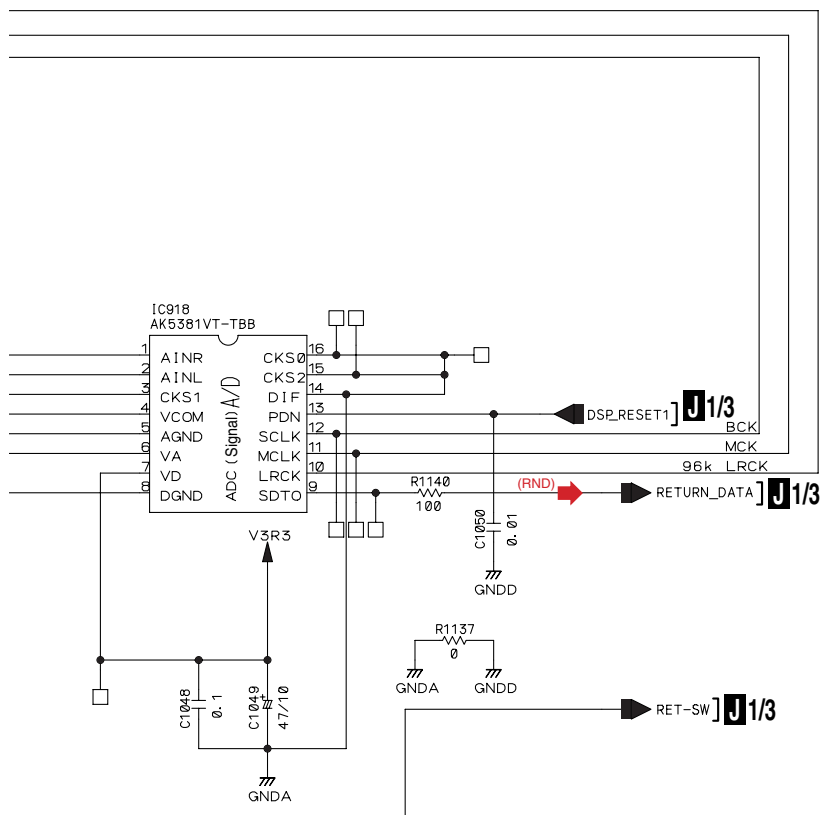 IC918
AK5381VT-TBB
1 AINR CKS0 16
2 AINL CKS2 15
3 CKS1 DIF 14
4 VCOM PDN 13
5 AGND SCLK 12
6 VA MCLK 11
7 VD LRCK 10
8 DGND SDTO 9
ADC (Signal) A/D
DSP_RESET1] J 1/3
BCK
MCK
96k LRCK
R1140
100
(RND)
RETURN_DATA] J 1/3
C1050
0.01
GNDD
V3R3
R1137
0
GNDA
GNDD
C1048
0.1
C1049
+
47/10
GNDA
RET-SW] J 1/3